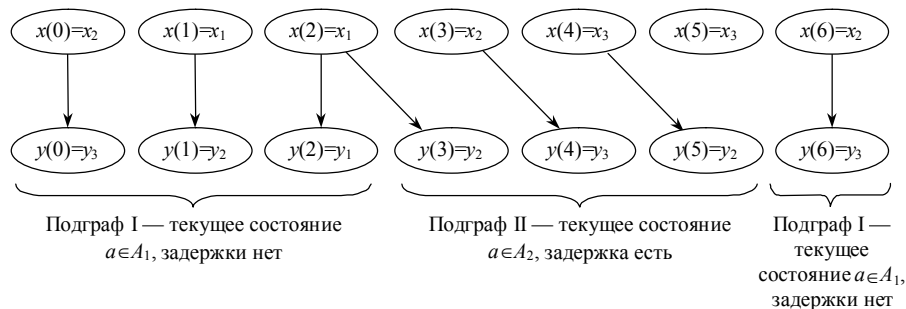 x(0)=x₂ x(1)=x₁ x(2)=x₁ x(3)=x₂ x(4)=x₃ x(5)=x₃ x(6)=x₂
y(0)=y₃ y(1)=y₂ y(2)=y₁ y(3)=y₂ y(4)=y₃ y(5)=y₂ y(6)=y₃
Подграф I — текущее состояние
a∈A₁, задержки нет
Подграф II — текущее состояние
a∈A₂, задержка есть
Подграф I —
текущее
состояние a∈A₁,
задержки нет